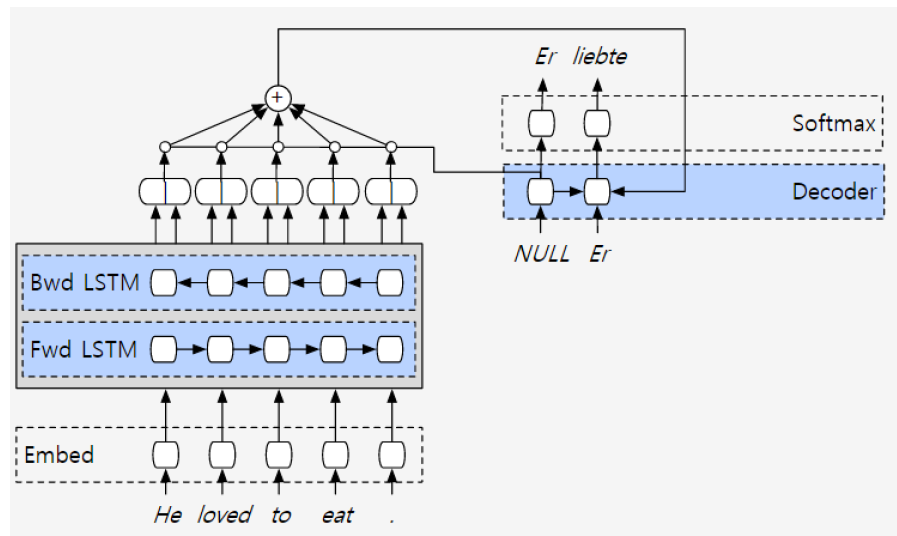 Er liebte
+
Softmax
Decoder
NULL Er
Bwd LSTM
Fwd LSTM
Embed
He loved to eat .